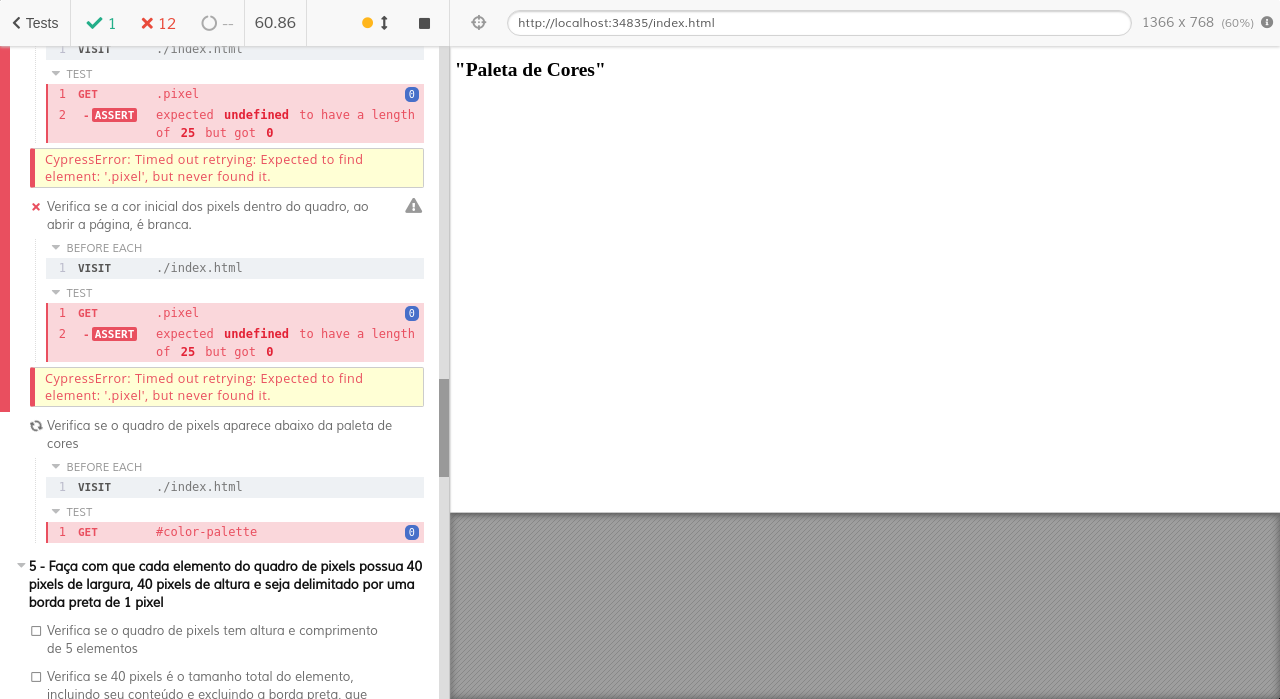 Tests
1
12
--
60.86
http://localhost:34835/index.html
1366 x 768 (60%)
1 VISIT ./index.html
TEST
1 GET .pixel 0
2 - ASSERT expected undefined to have a length
of 25 but got 0
CypressError: Timed out retrying: Expected to find
element: '.pixel', but never found it.
Verifica se a cor inicial dos pixels dentro do quadro, ao
abrir a página, é branca.
BEFORE EACH
1 VISIT ./index.html
TEST
1 GET .pixel 0
2 - ASSERT expected undefined to have a length
of 25 but got 0
CypressError: Timed out retrying: Expected to find
element: '.pixel', but never found it.
Verifica se o quadro de pixels aparece abaixo da paleta de
cores
BEFORE EACH
1 VISIT ./index.html
TEST
1 GET #color-palette 0
5 - Faça com que cada elemento do quadro de pixels possua 40
pixels de largura, 40 pixels de altura e seja delimitado por uma
borda preta de 1 pixel
Verifica se o quadro de pixels tem altura e comprimento
de 5 elementos
Verifica se 40 pixels é o tamanho total do elemento,
incluindo seu conteúdo e excluindo a borda preta, que
"Paleta de Cores"